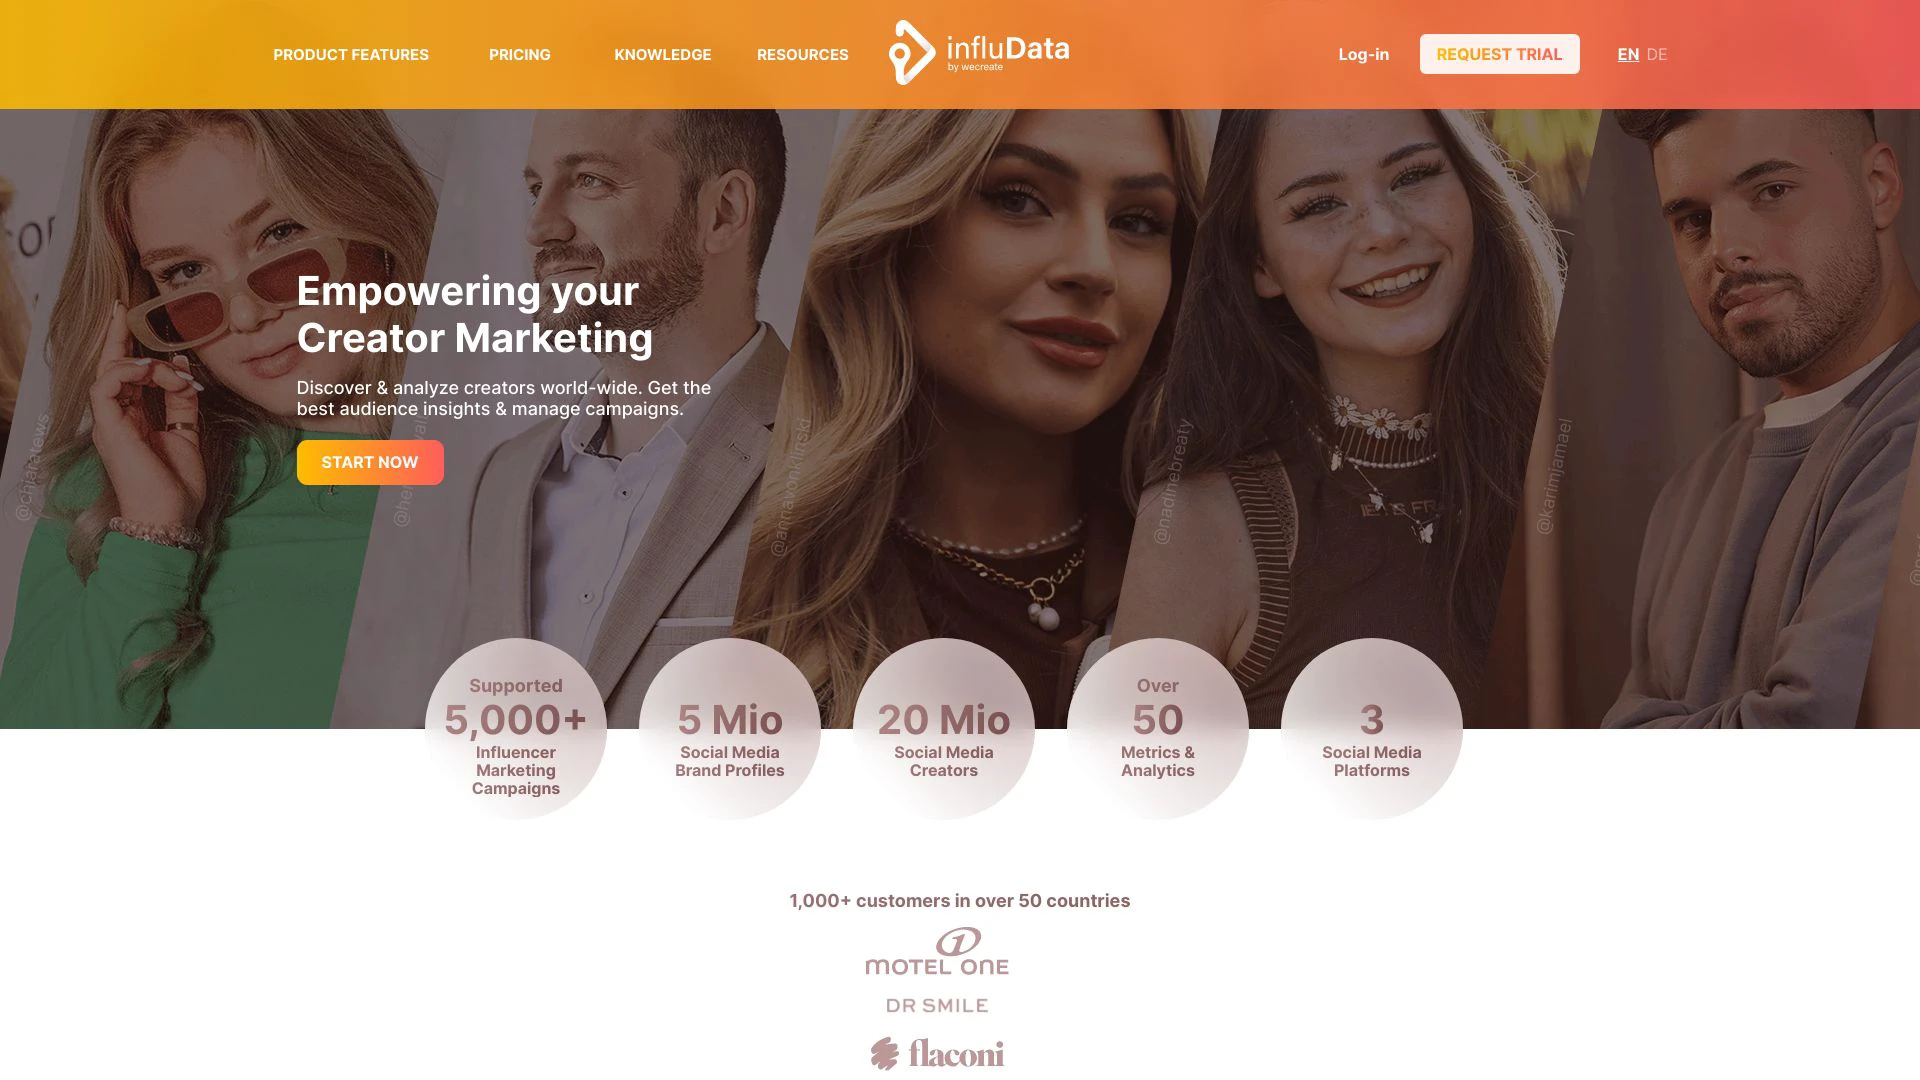 PRODUCT FEATURES
PRICING
KNOWLEDGE
RESOURCES
influData
by wecreate
Log-in
REQUEST TRIAL
EN DE
Empowering your
Creator Marketing
Discover & analyze creators world-wide. Get the
best audience insights & manage campaigns.
START NOW
@chiaratews
@nadinebreaty
@karimjamael
Supported
5,000+
Influencer
Marketing
Campaigns
5 Mio
Social Media
Brand Profiles
20 Mio
Social Media
Creators
Over
50
Metrics &
Analytics
3
Social Media
Platforms
1,000+ customers in over 50 countries
MOTEL ONE
DR SMILE
flaconi